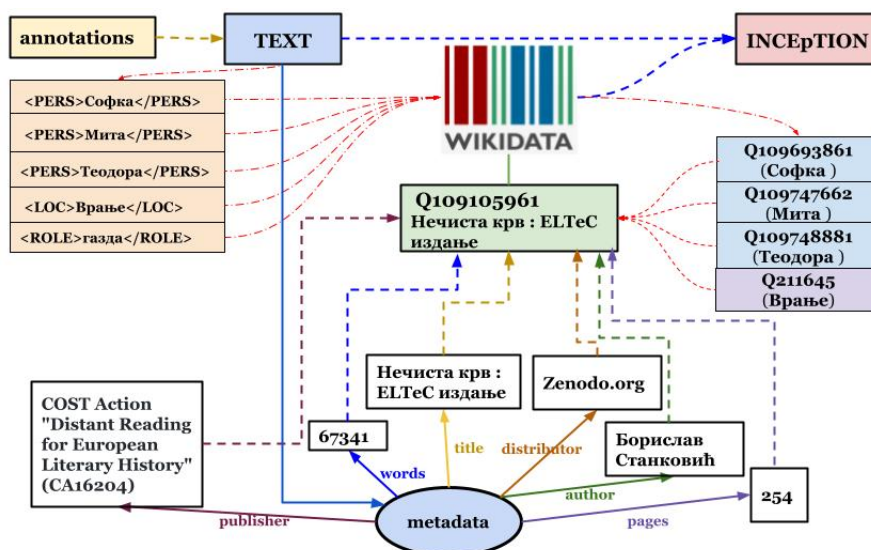 annotations
TEXT
INCEpTION
<PERS>Софка</PERS>
<PERS>Мита</PERS>
<PERS>Теодора</PERS>
<LOC>Врање</LOC>
<ROLE>газда</ROLE>
WIKIDATA
Q109105961
Нечиста крв : ELTeC
издање
Q109693861
(Софка )
Q109747662
(Мита )
Q109748881
(Теодора )
Q211645
(Врање)
COST Action
"Distant Reading
for European
Literary History"
(CA16204)
67341
Нечиста крв :
ELTeC издање
Zenodo.org
Борислав
Станковић
254
publisher
words
title
distributor
author
pages
metadata